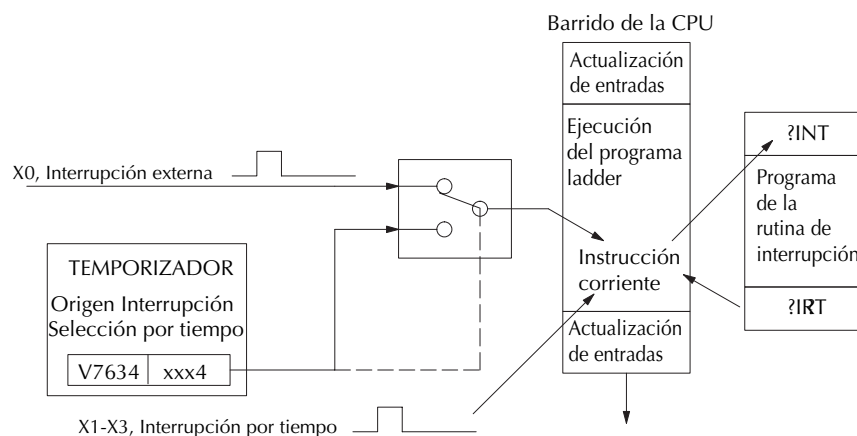 Barrido de la CPU
Actualización
de entradas
Ejecución
del programa
ladder
Instrucción
corriente
Actualización
de entradas
?INT
Programa
de la
rutina de
interrupción
?IRT
X0, Interrupción externa
TEMPORIZADOR
Origen Interrupción
Selección por tiempo
V7634 xxx4
X1-X3, Interrupción por tiempo